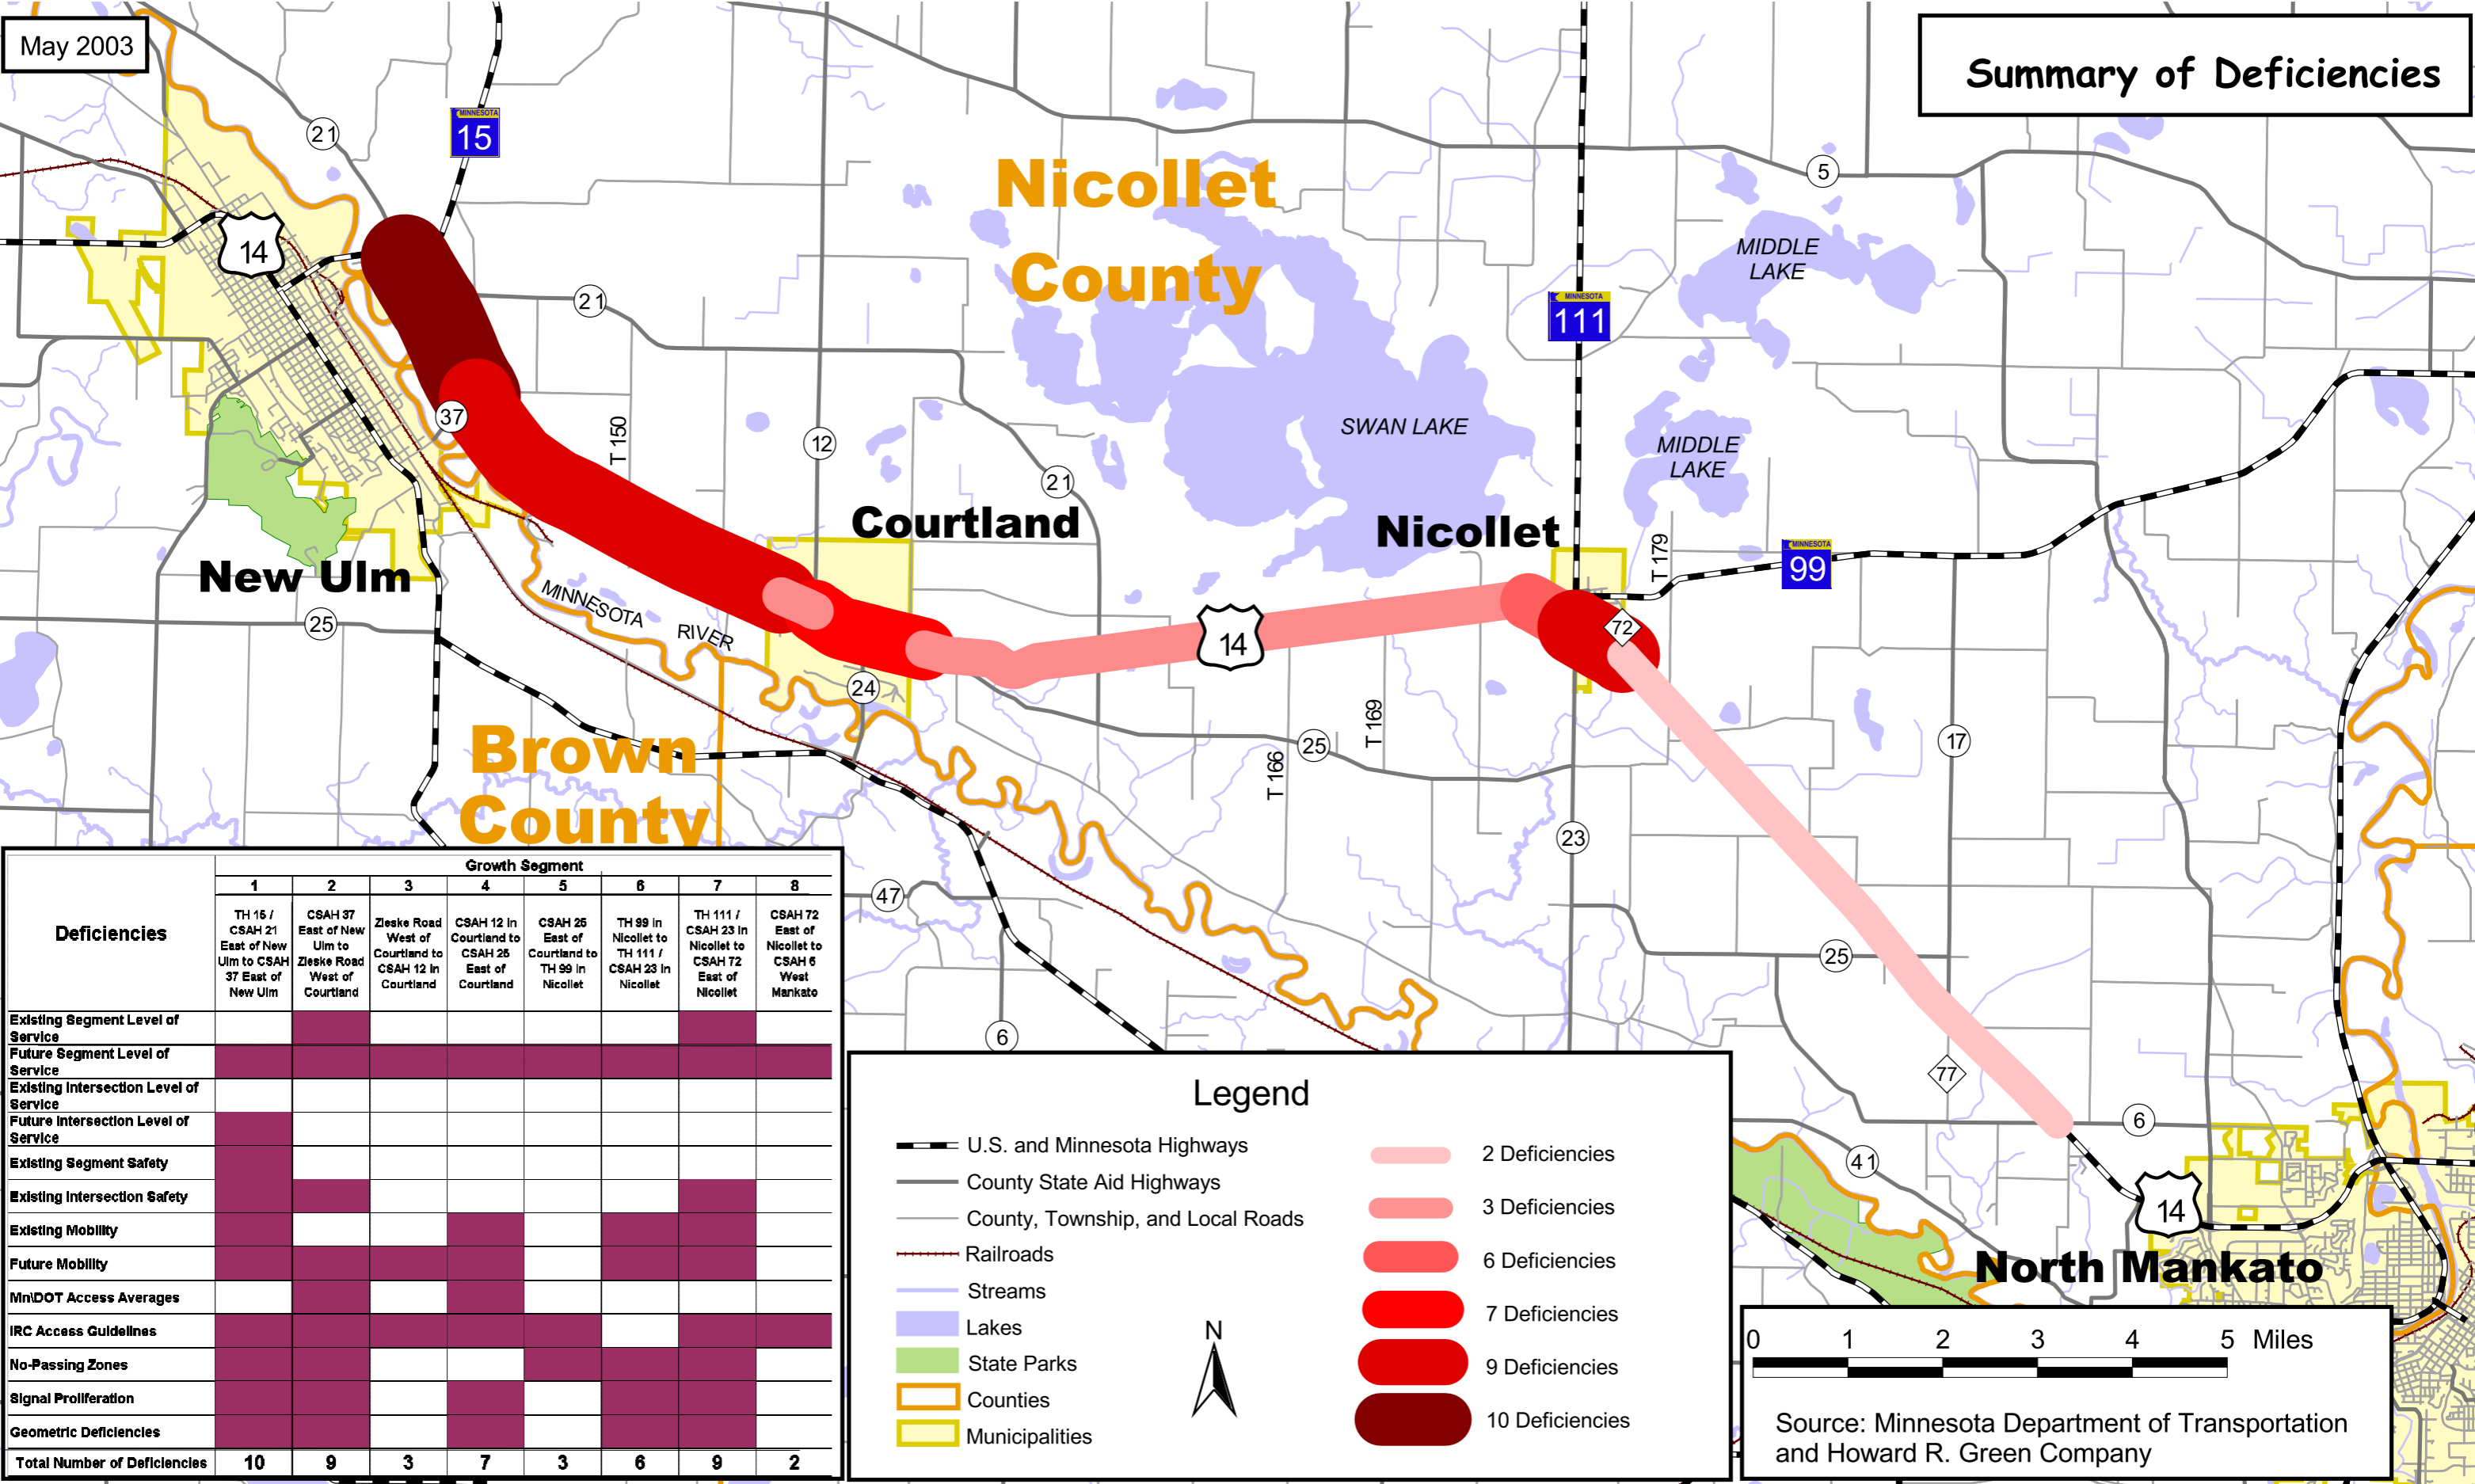 May 2003
Summary of Deficiencies
21
MINNESOTA
15
5
Nicollet
County
MIDDLE
LAKE
14
21
MINNESOTA
111
37
T 150
12
SWAN LAKE
MIDDLE
LAKE
21
Courtland
Nicollet
T 179
MINNESOTA
99
New Ulm
25
MINNESOTA
RIVER
14
72
24
T 169
25
T 166
17
Brown
County
23
47
25
6
77
6
41
14
North Mankato
Deficiencies
Growth Segment
1 2 3 4 5 6 7 8
TH 15 /
CSAH 21
East of New
Ulm to CSAH
37 East of
New Ulm
CSAH 37
East of New
Ulm to
Zieske Road
West of
Courtland
Zieske Road
West of
Courtland to
CSAH 12 in
Courtland
CSAH 12 in
Courtland to
CSAH 25
East of
Courtland
CSAH 25
East of
Courtland to
TH 99 in
Nicollet
TH 99 in
Nicollet to
TH 111 /
CSAH 23 in
Nicollet
TH 111 /
CSAH 23 in
Nicollet to
CSAH 72
East of
Nicollet
CSAH 72
East of
Nicollet to
CSAH 6
West
Mankato
Existing Segment Level of
Service
Future Segment Level of
Service
Existing Intersection Level of
Service
Future Intersection Level of
Service
Existing Segment Safety
Existing Intersection Safety
Existing Mobility
Future Mobility
Mn\DOT Access Averages
IRC Access Guidelines
No-Passing Zones
Signal Proliferation
Geometric Deficiencies
Total Number of Deficiencies 10 9 3 7 3 6 9 2
Legend
U.S. and Minnesota Highways
County State Aid Highways
County, Township, and Local Roads
Railroads
Streams
Lakes
State Parks
Counties
Municipalities
N
2 Deficiencies
3 Deficiencies
6 Deficiencies
7 Deficiencies
9 Deficiencies
10 Deficiencies
0 1 2 3 4 5 Miles
Source: Minnesota Department of Transportation
and Howard R. Green Company